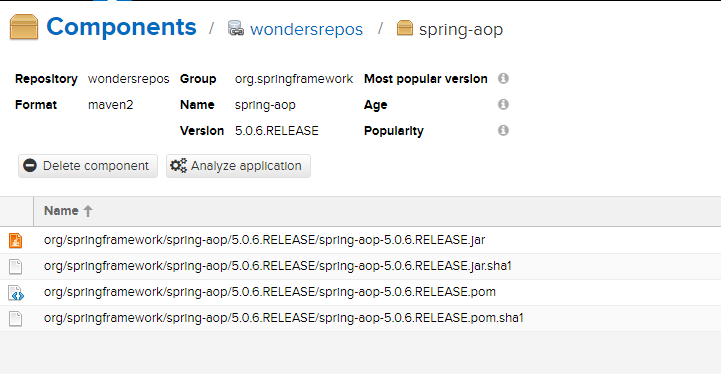 Components / wondersrepos / spring-aop
Repository wondersrepos Group org.springframework Most popular version
Format maven2 Name spring-aop Age
Version 5.0.6.RELEASE Popularity
Delete component Analyze application
Name
org/springframework/spring-aop/5.0.6.RELEASE/spring-aop-5.0.6.RELEASE.jar
org/springframework/spring-aop/5.0.6.RELEASE/spring-aop-5.0.6.RELEASE.jar.sha1
org/springframework/spring-aop/5.0.6.RELEASE/spring-aop-5.0.6.RELEASE.pom
org/springframework/spring-aop/5.0.6.RELEASE/spring-aop-5.0.6.RELEASE.pom.sha1